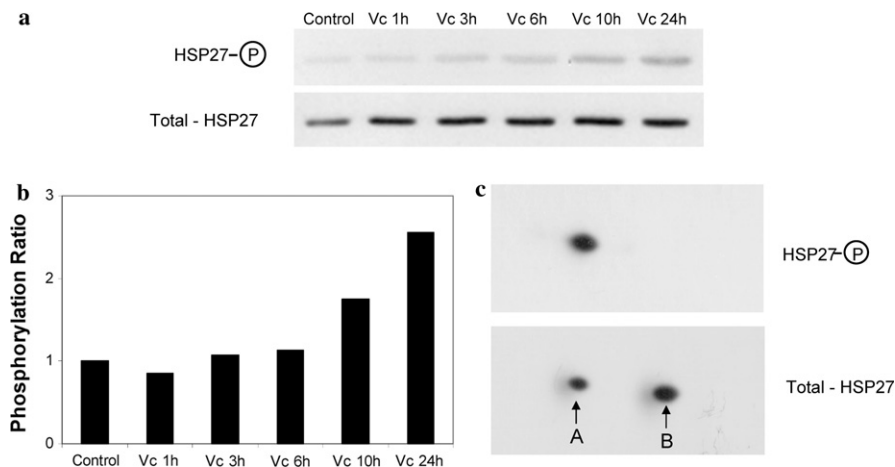 a
Control Vc 1h Vc 3h Vc 6h Vc 10h Vc 24h
HSP27-P
Total - HSP27
b
Phosphorylation Ratio
3
2
1
0
Control Vc 1h Vc 3h Vc 6h Vc 10h Vc 24h
c
HSP27-P
Total - HSP27
A B